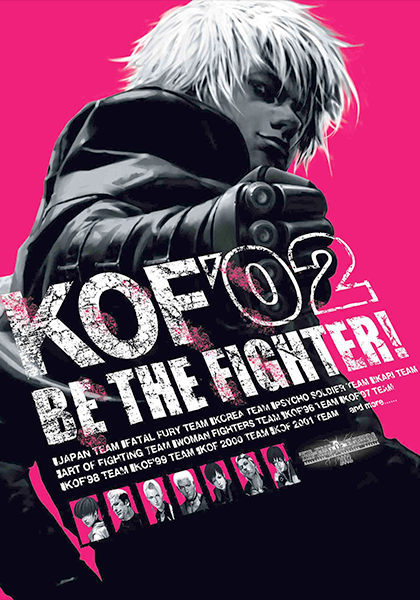 KOF'02
BE THE FIGHTER!
JAPAN TEAM FATAL FURY TEAM KOREA TEAM PSYCHO SOLDIER TEAM IKARI TEAM
ART OF FIGHTING TEAM WOMAN FIGHTERS TEAM KOF'96 TEAM KOF'97 TEAM
KOF'98 TEAM KOF'99 TEAM KOF 2000 TEAM KOF 2001 TEAM and more......